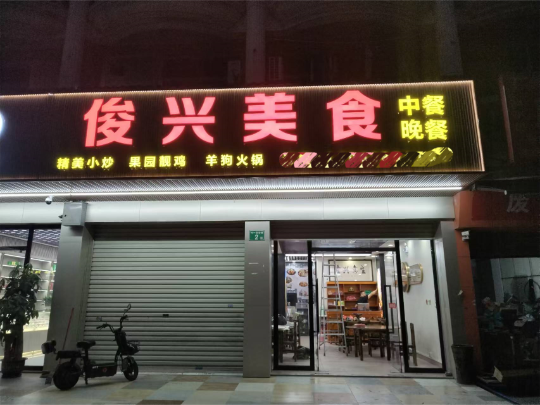 俊兴美食
中餐
晚餐
精美小炒 果园靓鸡 羊狗火锅